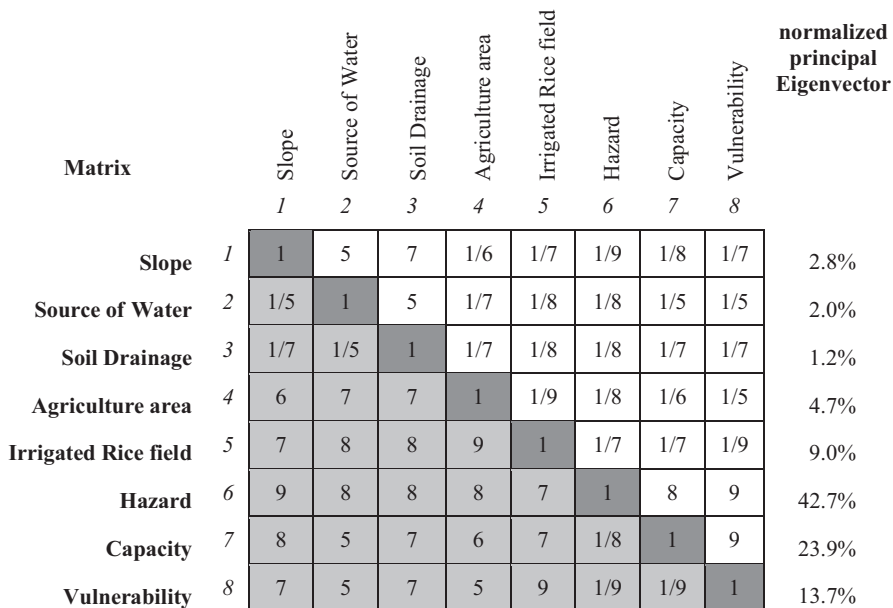 normalized
principal
Eigenvector
Matrix
Slope
Source of Water
Soil Drainage
Agriculture area
Irrigated Rice field
Hazard
Capacity
Vulnerability
1 2 3 4 5 6 7 8
Slope 1 1 5 7 1/6 1/7 1/9 1/8 1/7 2.8%
Source of Water 2 1/5 1 5 1/7 1/8 1/8 1/5 1/5 2.0%
Soil Drainage 3 1/7 1/5 1 1/7 1/8 1/8 1/7 1/7 1.2%
Agriculture area 4 6 7 7 1 1/9 1/8 1/6 1/5 4.7%
Irrigated Rice field 5 7 8 8 9 1 1/7 1/7 1/9 9.0%
Hazard 6 9 8 8 8 7 1 8 9 42.7%
Capacity 7 8 5 7 6 7 1/8 1 9 23.9%
Vulnerability 8 7 5 7 5 9 1/9 1/9 1 13.7%